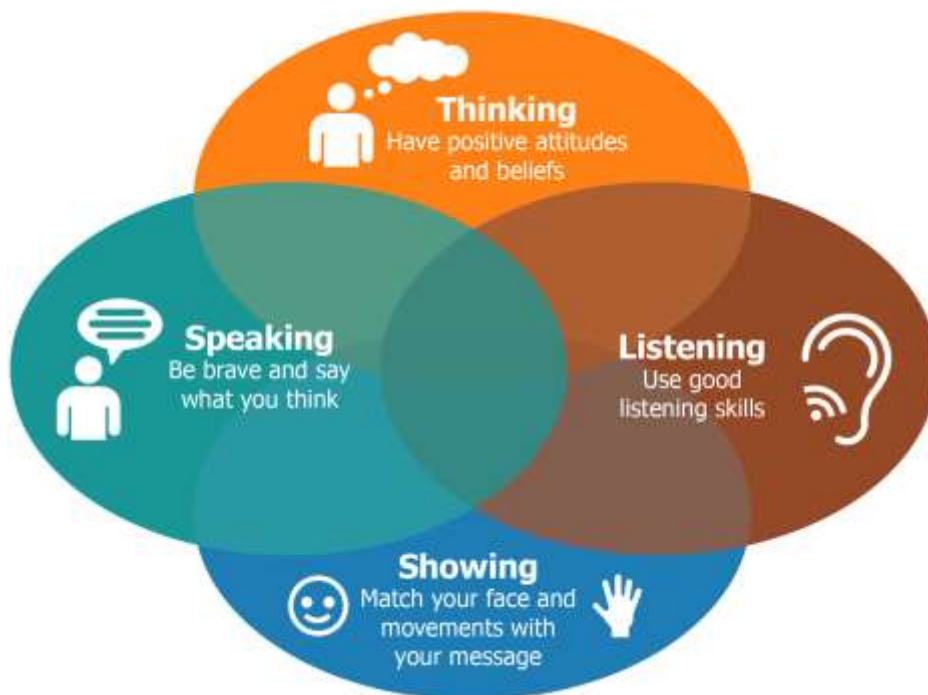 Thinking
Have positive attitudes
and beliefs
Speaking
Be brave and say
what you think
Listening
Use good
listening skills
Showing
Match your face and
movements with
your message